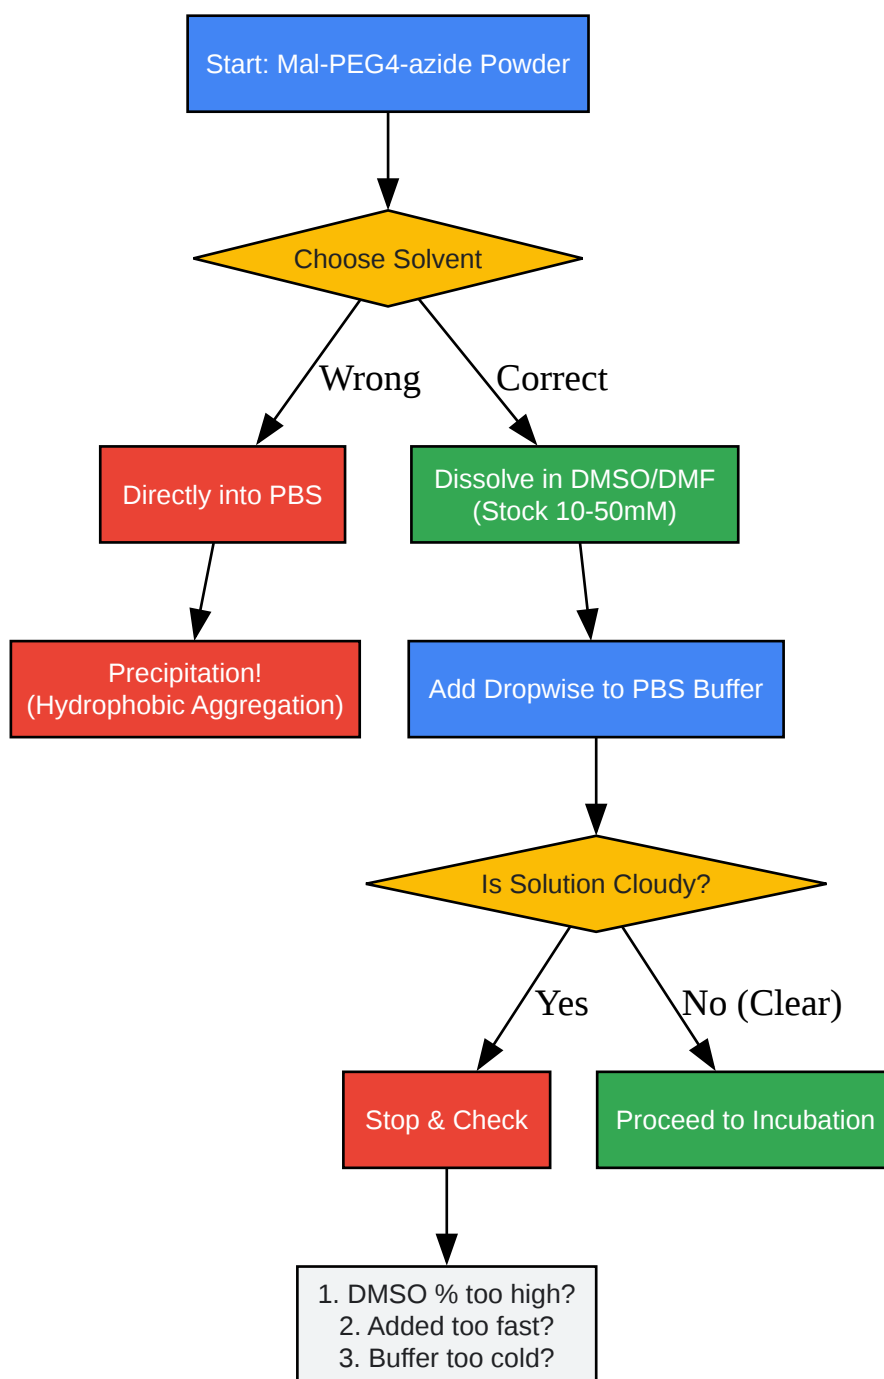 Start: Mal-PEG4-azide Powder
Choose Solvent
Wrong
Correct
Directly into PBS
Dissolve in DMSO/DMF
(Stock 10-50mM)
Precipitation!
(Hydrophobic Aggregation)
Add Dropwise to PBS Buffer
Is Solution Cloudy?
Yes
No (Clear)
Stop & Check
Proceed to Incubation
1. DMSO % too high?
2. Added too fast?
3. Buffer too cold?